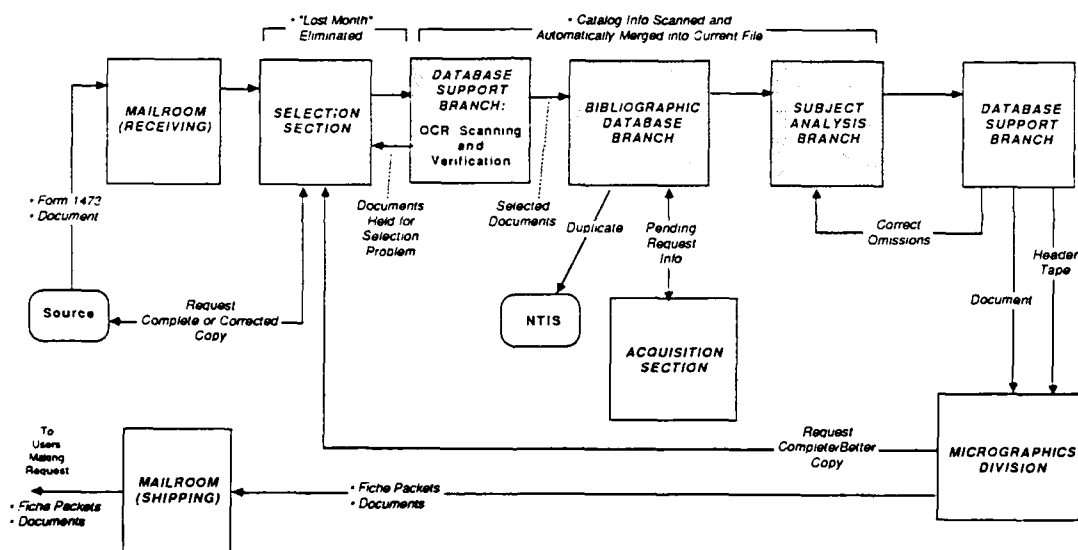 • "Lost Month"
Eliminated
• Catalog Info Scanned and
Automatically Merged into Current File
MAILROOM
(RECEIVING)
SELECTION
SECTION
DATABASE
SUPPORT
BRANCH:
OCR Scanning
and
Verification
BIBLIOGRAPHIC
DATABASE
BRANCH
SUBJECT
ANALYSIS
BRANCH
DATABASE
SUPPORT
BRANCH
• Form 1473
• Document
Documents
Held for
Selection
Problem
Selected
Documents
Duplicate
Pending
Request
Info
Correct
Omissions
Header
Tape
Document
Source
Request
Complete or Corrected
Copy
NTIS
ACQUISITION
SECTION
Request
Complete/Better
Copy
MICROGRAPHICS
DIVISION
To
Users
Making
Request
• Fiche Packets
• Documents
MAILROOM
(SHIPPING)
• Fiche Packets
• Documents